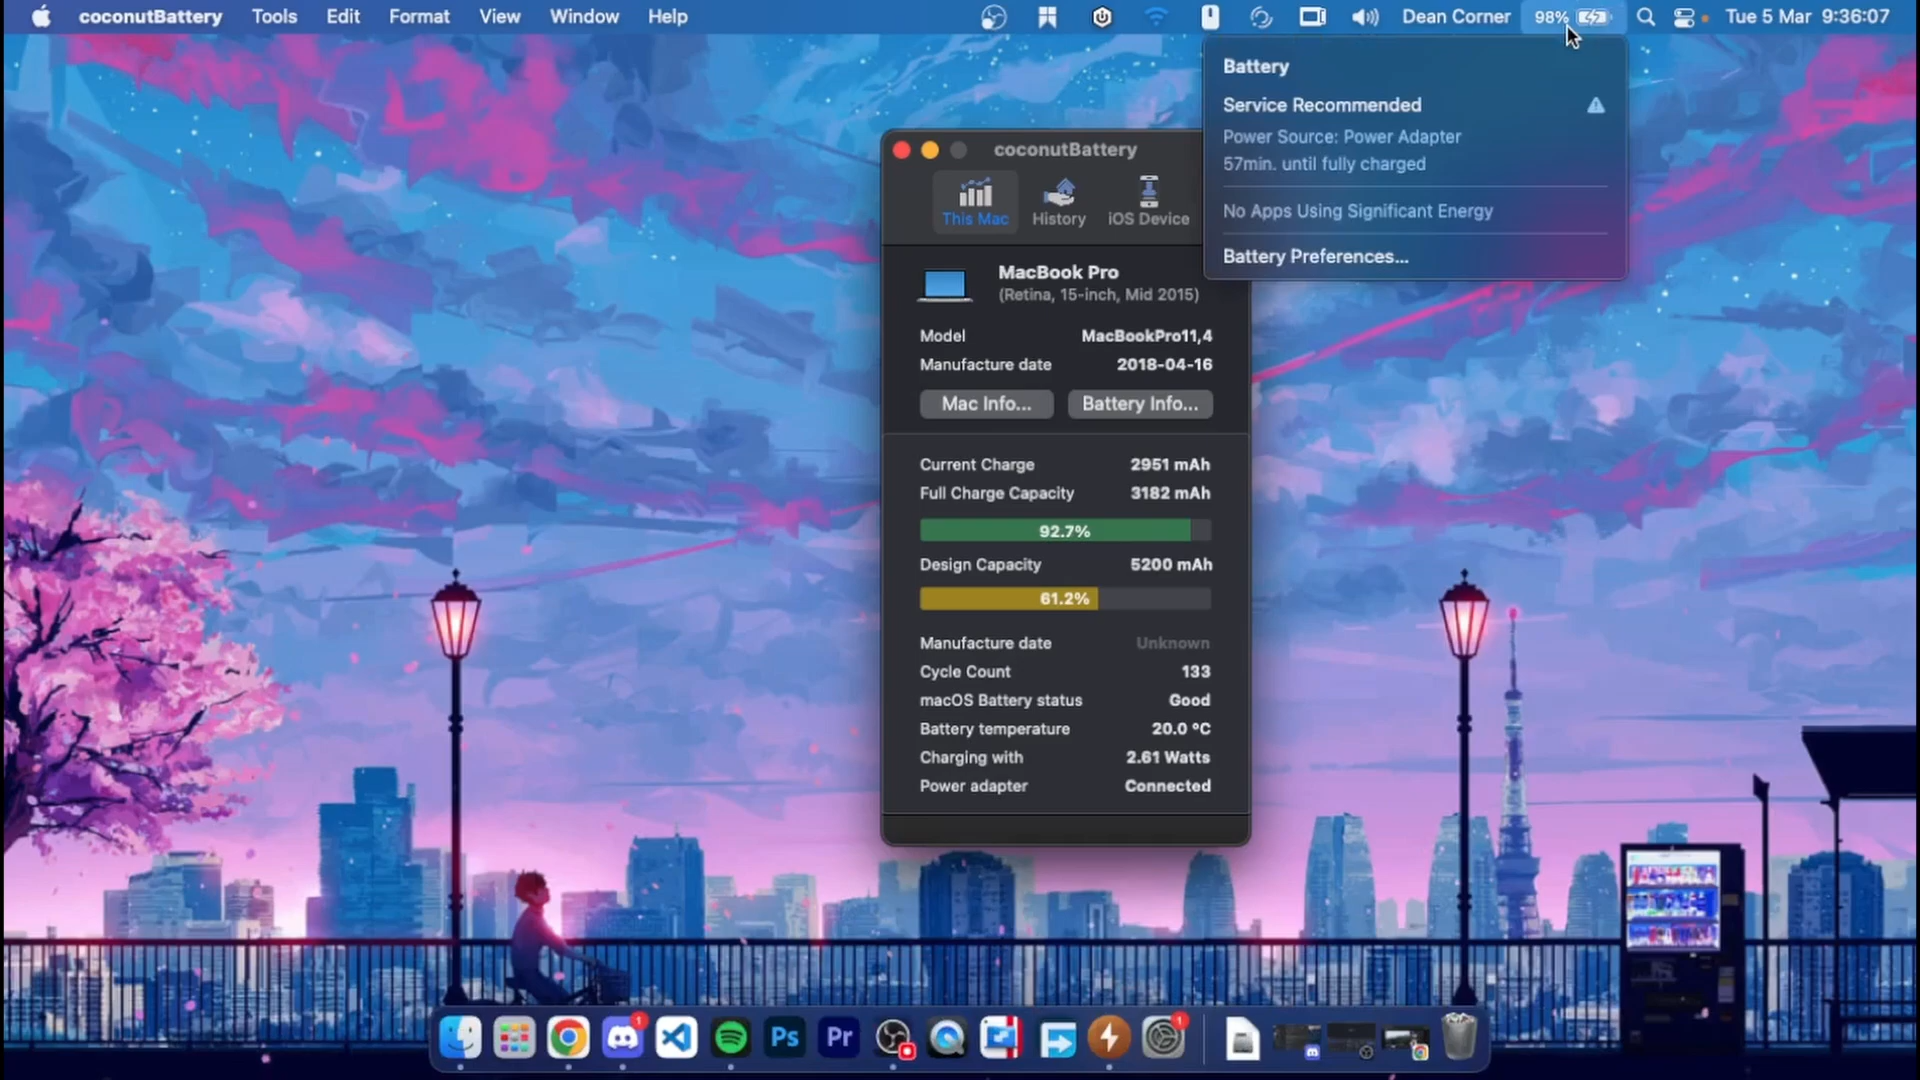 coconutBattery Tools Edit Format View Window Help Dean Corner 98% Tue 5 Mar 9:36:07
Battery
Service Recommended
Power Source: Power Adapter
57min. until fully charged
No Apps Using Significant Energy
Battery Preferences...
coconutBattery
This Mac History iOS Device
MacBook Pro
(Retina, 15-inch, Mid 2015)
Model MacBookPro11,4
Manufacture date 2018-04-16
Mac Info... Battery Info...
Current Charge 2951 mAh
Full Charge Capacity 3182 mAh
92.7%
Design Capacity 5200 mAh
61.2%
Manufacture date Unknown
Cycle Count 133
macOS Battery status Good
Battery temperature 20.0 °C
Charging with 2.61 Watts
Power adapter Connected
1 Ps Pr 1